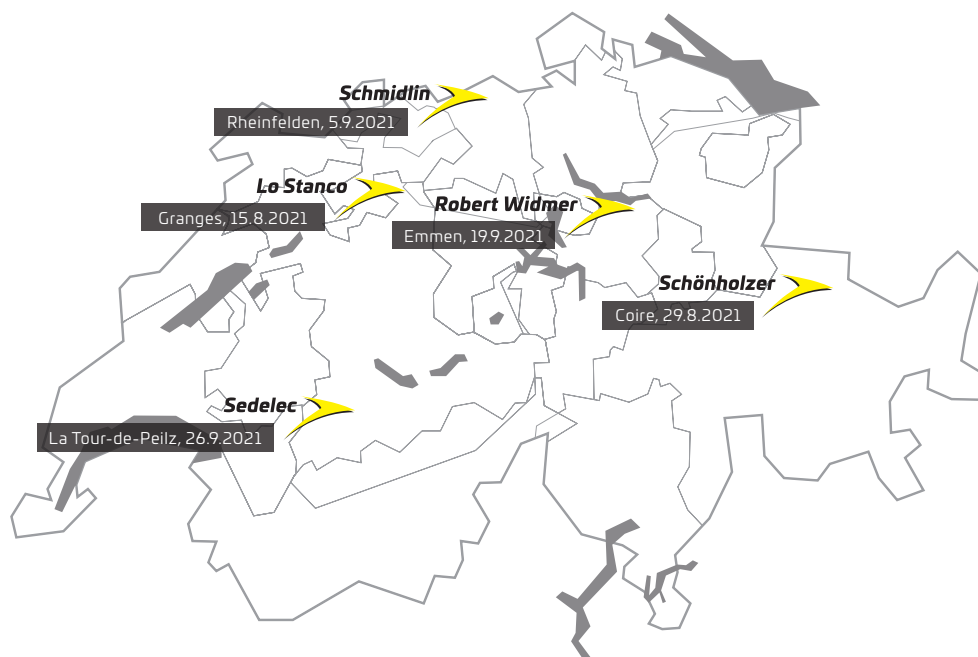 Schmidlin
Rheinfelden, 5.9.2021
Lo Stanco
Granges, 15.8.2021
Robert Widmer
Emmen, 19.9.2021
Schönholzer
Coire, 29.8.2021
Sedelec
La Tour-de-Peilz, 26.9.2021